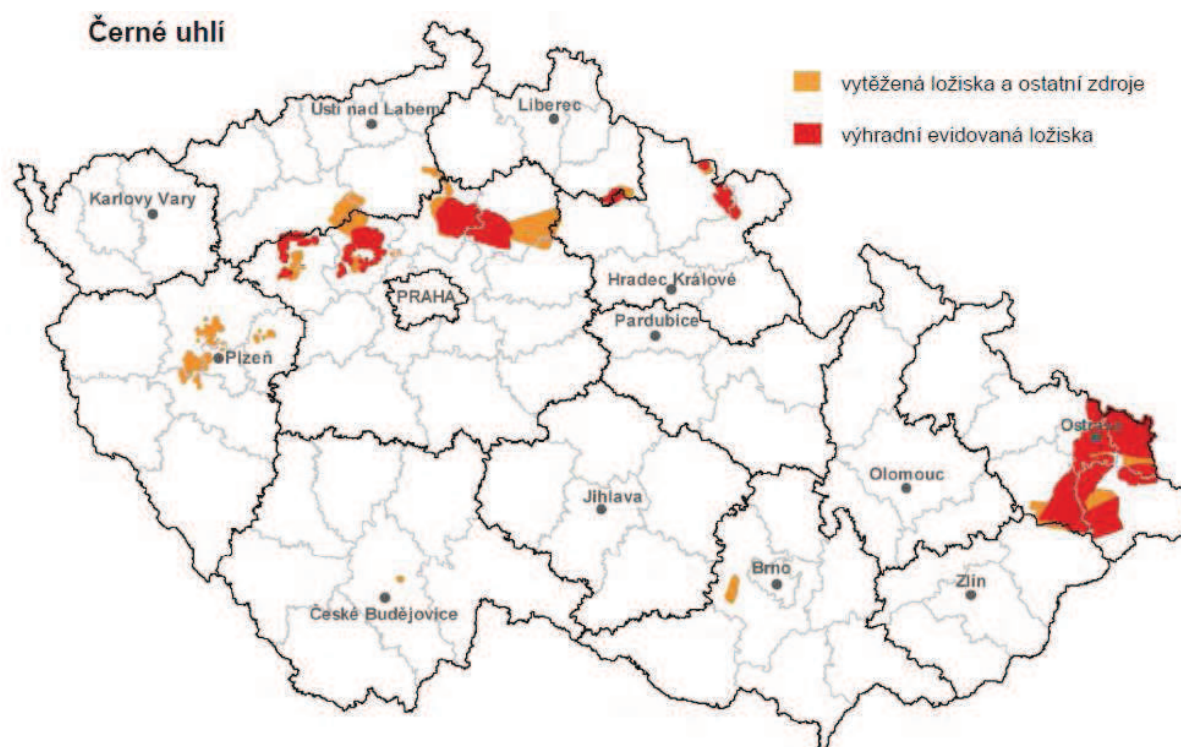 Černé uhlí
vytěžená ložiska a ostatní zdroje
výhradní evidovaná ložiska
Ústí nad Labem
Liberec
Karlovy Vary
Hradec Králové
PRAHA
Pardubice
Plzeň
Ostrava
Olomouc
Jihlava
Brno
Zlín
České Budějovice